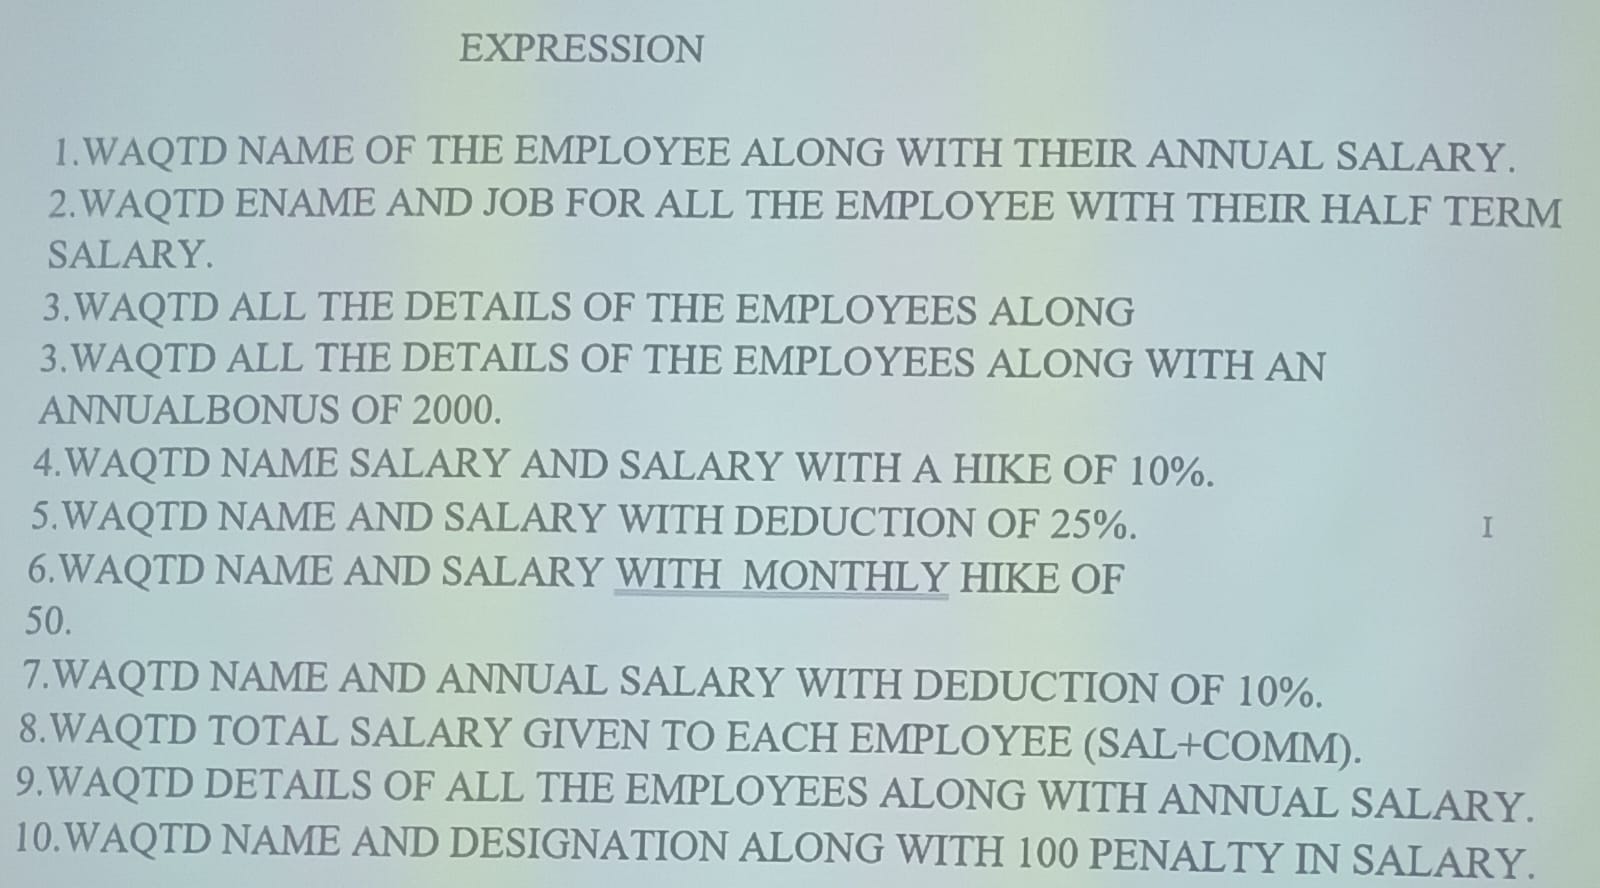 EXPRESSION
1.WAQTD NAME OF THE EMPLOYEE ALONG WITH THEIR ANNUAL SALARY.
2.WAQTD ENAME AND JOB FOR ALL THE EMPLOYEE WITH THEIR HALF TERM
SALARY.
3.WAQTD ALL THE DETAILS OF THE EMPLOYEES ALONG
3.WAQTD ALL THE DETAILS OF THE EMPLOYEES ALONG WITH AN
ANNUALBONUS OF 2000.
4.WAQTD NAME SALARY AND SALARY WITH A HIKE OF 10%.
5.WAQTD NAME AND SALARY WITH DEDUCTION OF 25%.
6.WAQTD NAME AND SALARY WITH  MONTHLY HIKE OF
50.
7.WAQTD NAME AND ANNUAL SALARY WITH DEDUCTION OF 10%.
8.WAQTD TOTAL SALARY GIVEN TO EACH EMPLOYEE (SAL+COMM).
9.WAQTD DETAILS OF ALL THE EMPLOYEES ALONG WITH ANNUAL SALARY.
10.WAQTD NAME AND DESIGNATION ALONG WITH 100 PENALTY IN SALARY.